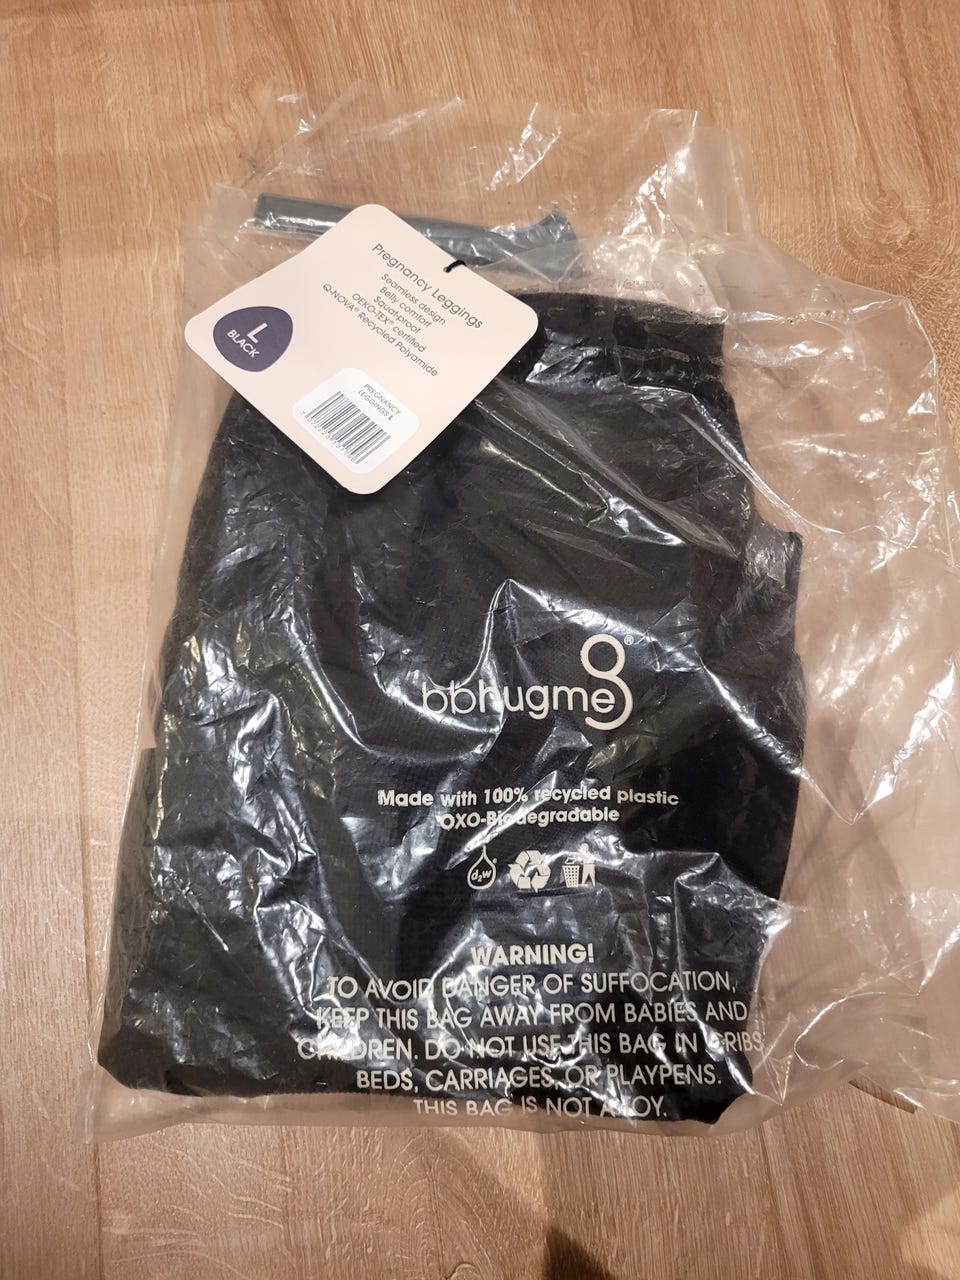 Pregnancy Leggings
Seamless design
Belly comfort
Squat-proof
OEKO-TEX® certified
Q-NOVA® Recycled Polyamide
L
BLACK
PREGNANCY
LEGGINGS L
bbhugme®
Made with 100% recycled plastic
OXO-Biodegradable
d₂w
WARNING!
TO AVOID DANGER OF SUFFOCATION,
KEEP THIS BAG AWAY FROM BABIES AND
CHILDREN. DO NOT USE THIS BAG IN CRIBS,
BEDS, CARRIAGES, OR PLAYPENS.
THIS BAG IS NOT A TOY.